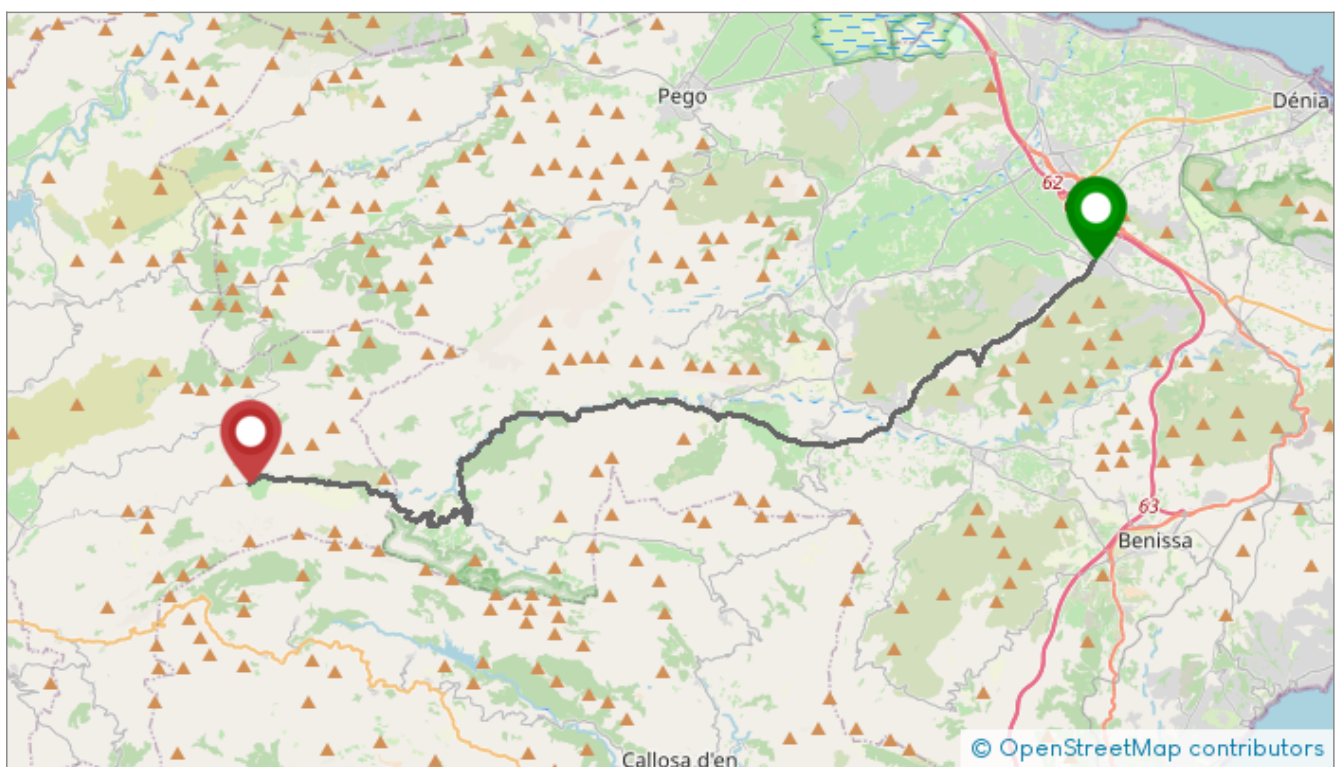 Pego
Dénia
62
63
Benissa
Callosa d'en
© OpenStreetMap contributors